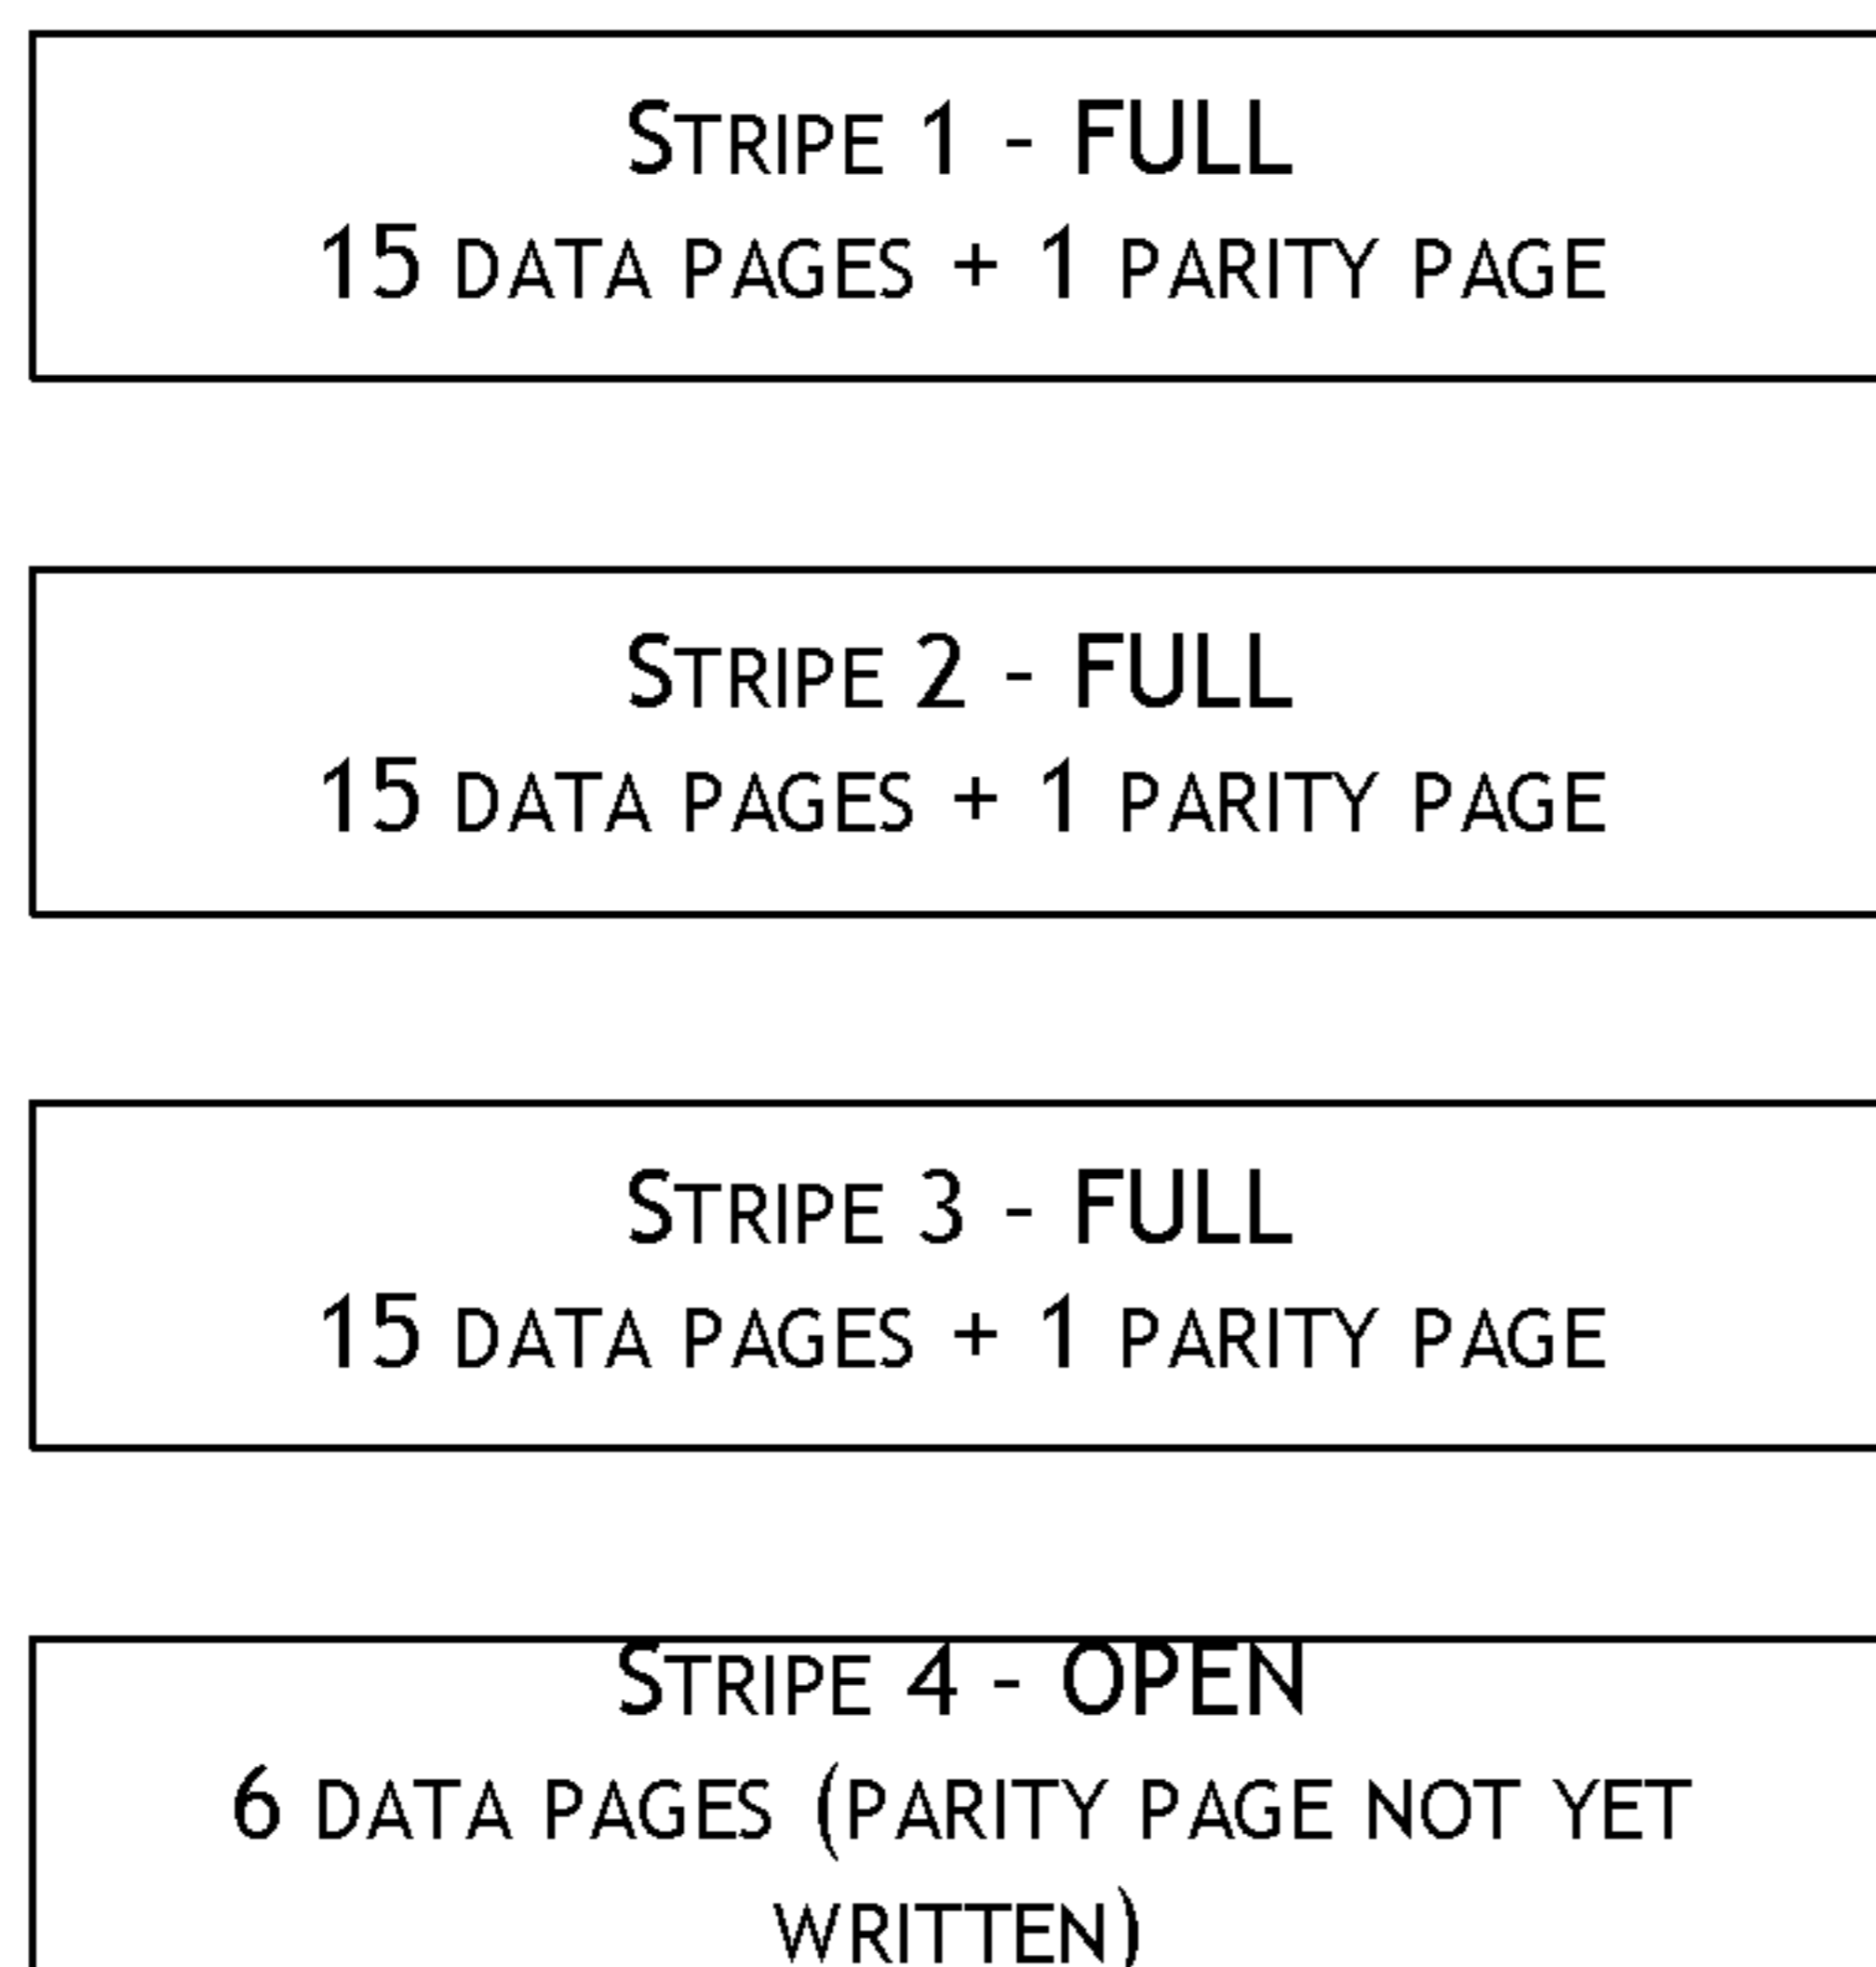 Stripe 1 - FULL
15 data pages + 1 parity page
Stripe 2 - FULL
15 data pages + 1 parity page
Stripe 3 - FULL
15 data pages + 1 parity page
Stripe 4 - OPEN
6 data pages (parity page not yet
written)